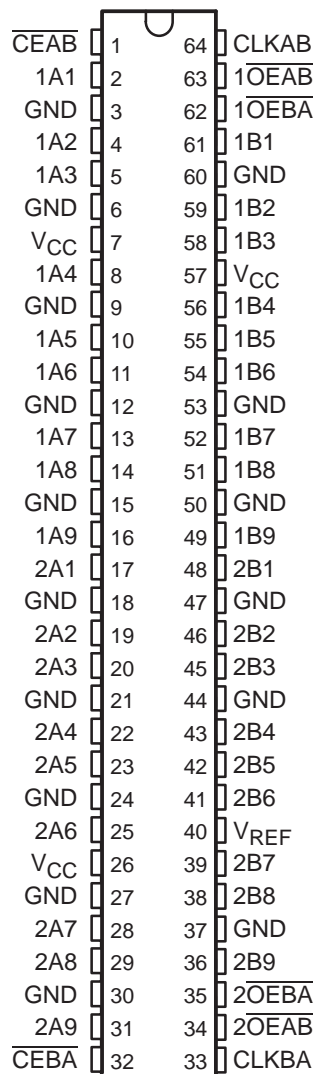 C̅E̅A̅B̅ 1 64 CLKAB
1A1 2 63 1O̅E̅A̅B̅
GND 3 62 1O̅E̅B̅A̅
1A2 4 61 1B1
1A3 5 60 GND
GND 6 59 1B2
VCC 7 58 1B3
1A4 8 57 VCC
GND 9 56 1B4
1A5 10 55 1B5
1A6 11 54 1B6
GND 12 53 GND
1A7 13 52 1B7
1A8 14 51 1B8
GND 15 50 GND
1A9 16 49 1B9
2A1 17 48 2B1
GND 18 47 GND
2A2 19 46 2B2
2A3 20 45 2B3
GND 21 44 GND
2A4 22 43 2B4
2A5 23 42 2B5
GND 24 41 2B6
2A6 25 40 VREF
VCC 26 39 2B7
GND 27 38 2B8
2A7 28 37 GND
2A8 29 36 2B9
GND 30 35 2O̅E̅B̅A̅
2A9 31 34 2O̅E̅A̅B̅
C̅E̅B̅A̅ 32 33 CLKBA